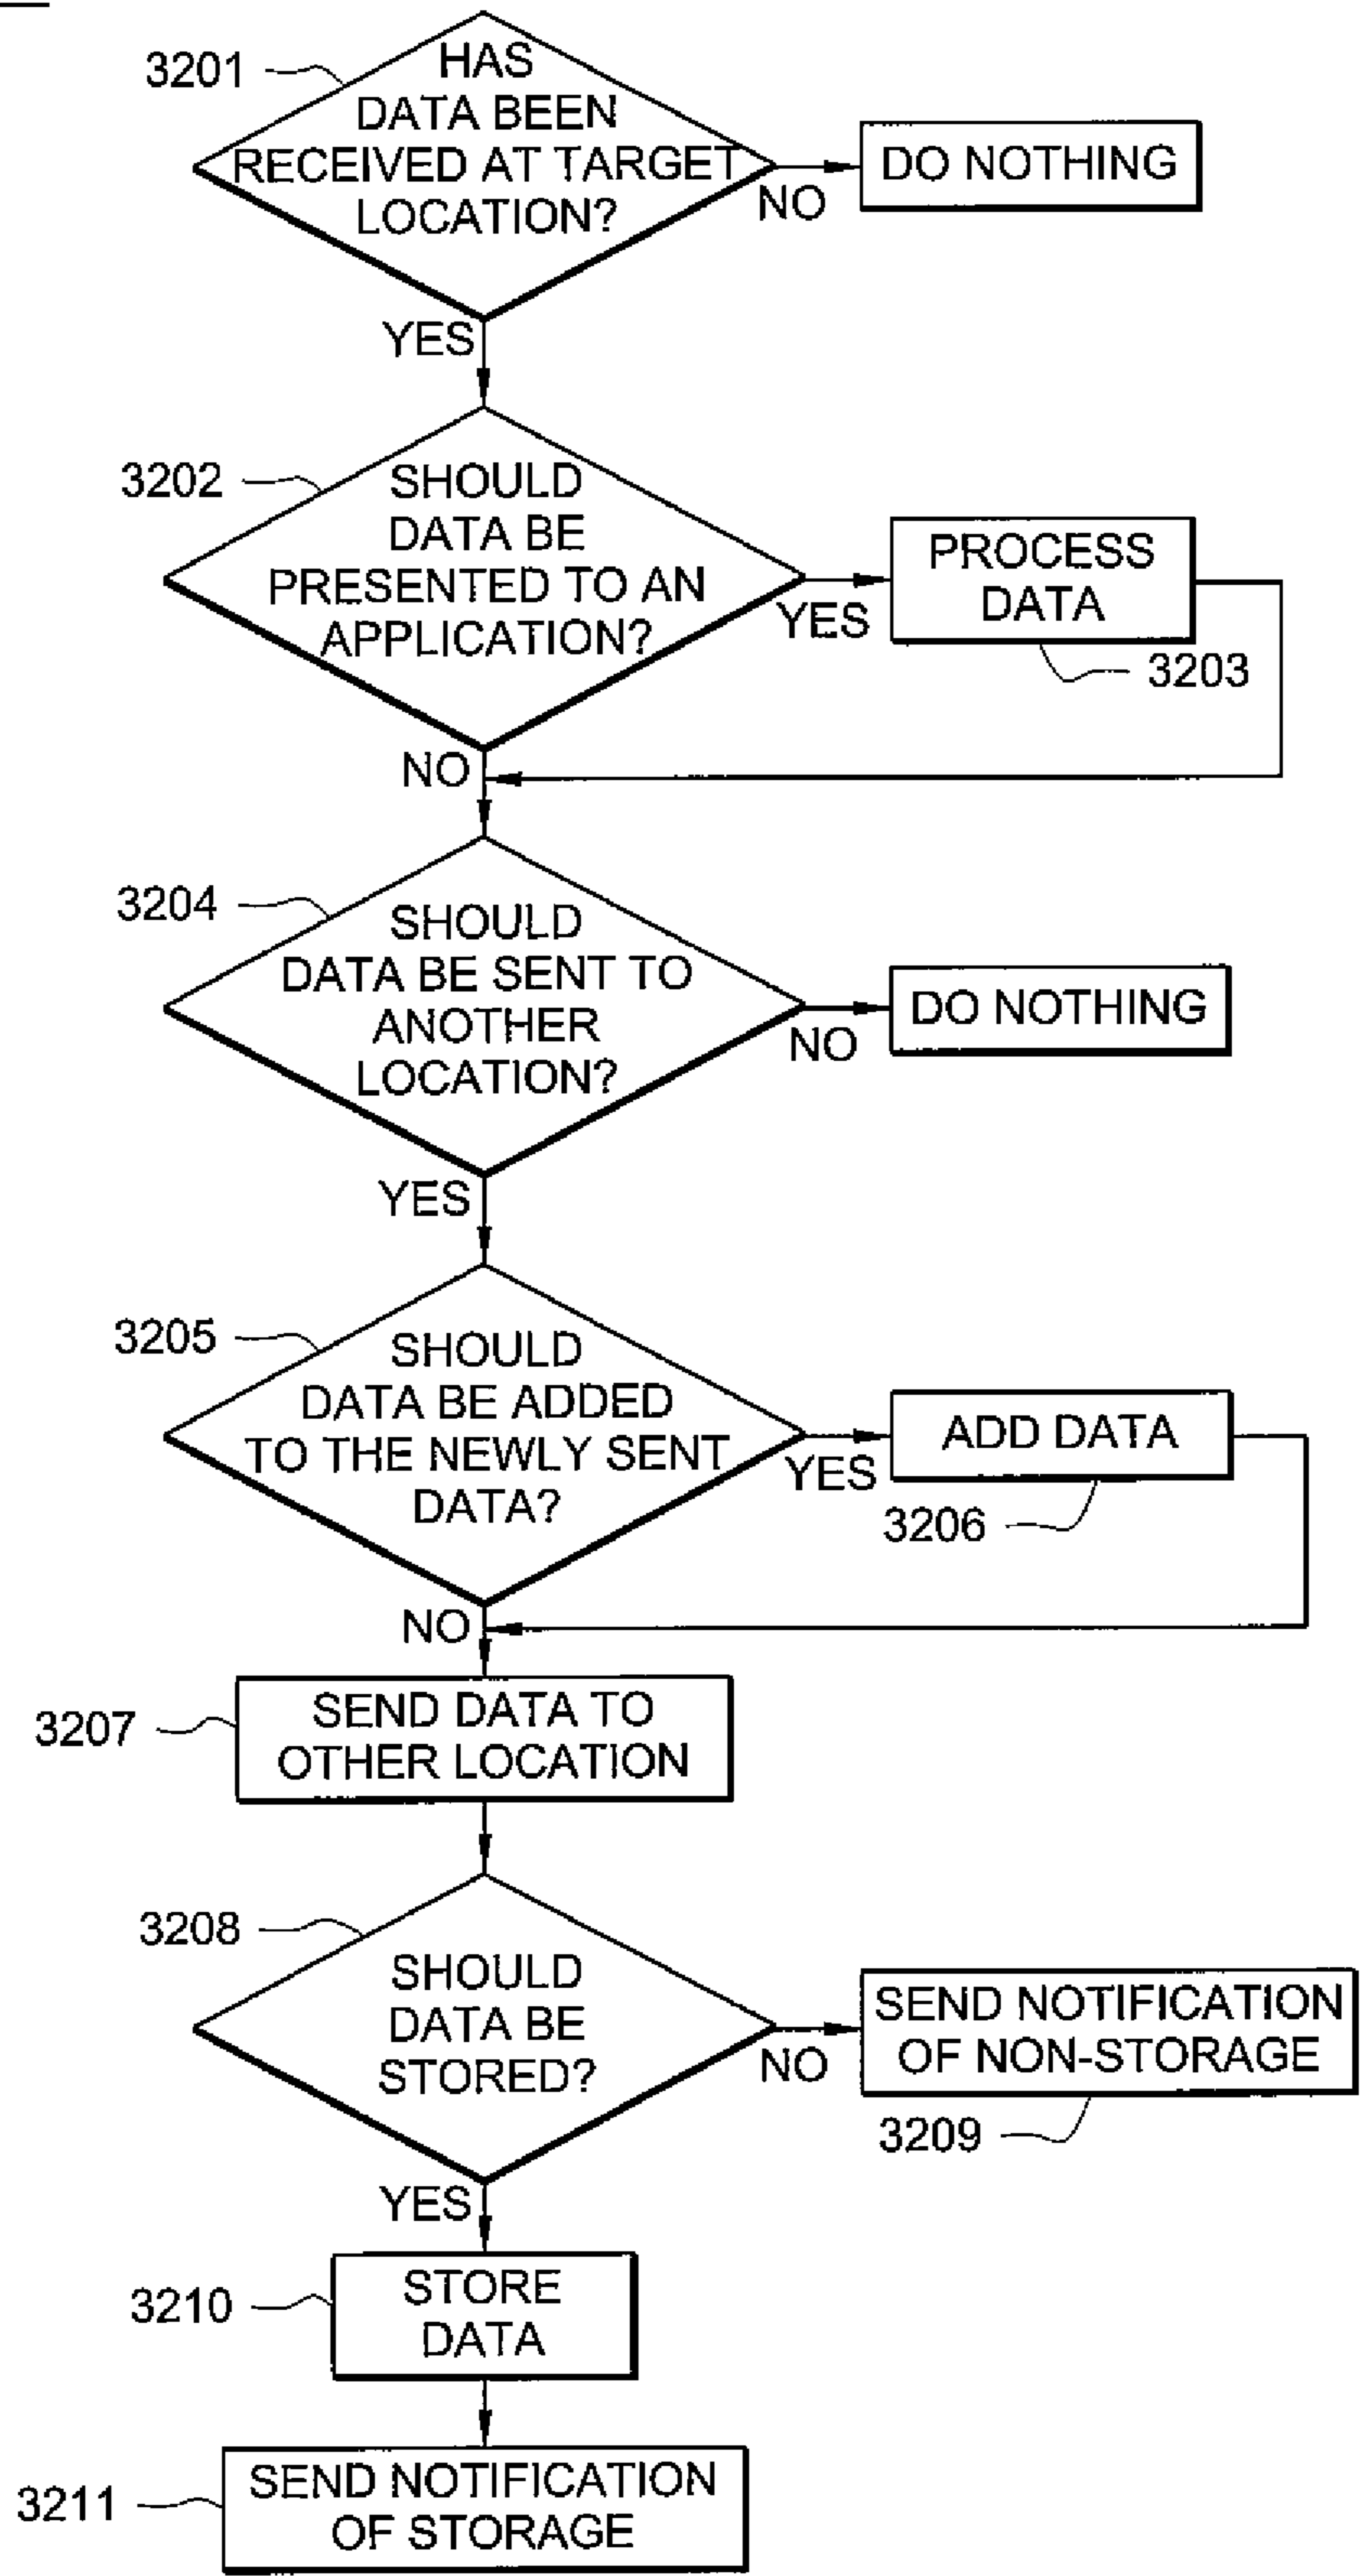 3201
HAS
DATA BEEN
RECEIVED AT TARGET
LOCATION?
NO
DO NOTHING
YES
3202
SHOULD
DATA BE
PRESENTED TO AN
APPLICATION?
YES
PROCESS
DATA
3203
NO
3204
SHOULD
DATA BE SENT TO
ANOTHER
LOCATION?
NO
DO NOTHING
YES
3205
SHOULD
DATA BE ADDED
TO THE NEWLY SENT
DATA?
YES
ADD DATA
3206
NO
3207
SEND DATA TO
OTHER LOCATION
3208
SHOULD
DATA BE
STORED?
NO
SEND NOTIFICATION
OF NON-STORAGE
3209
YES
3210
STORE
DATA
3211
SEND NOTIFICATION
OF STORAGE